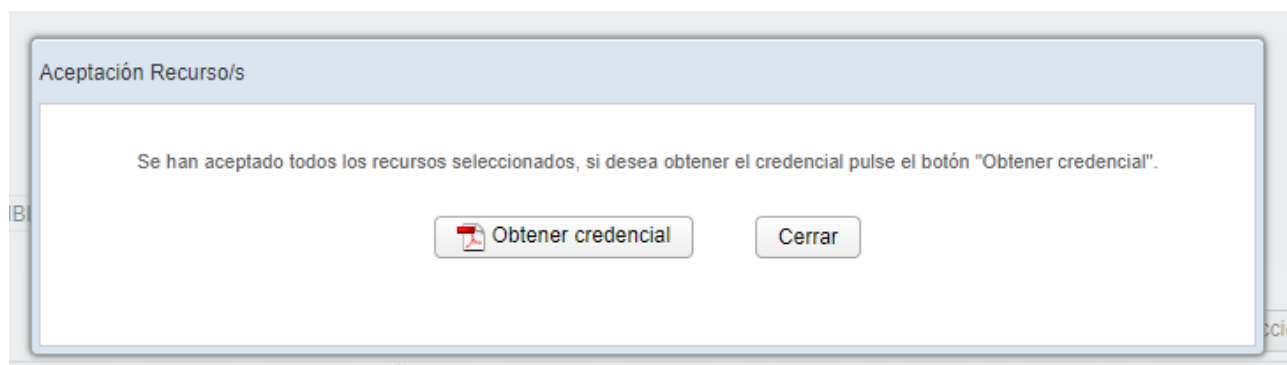 Aceptación Recurso/s
Se han aceptado todos los recursos seleccionados, si desea obtener el credencial pulse el botón "Obtener credencial".
Obtener credencial
Cerrar